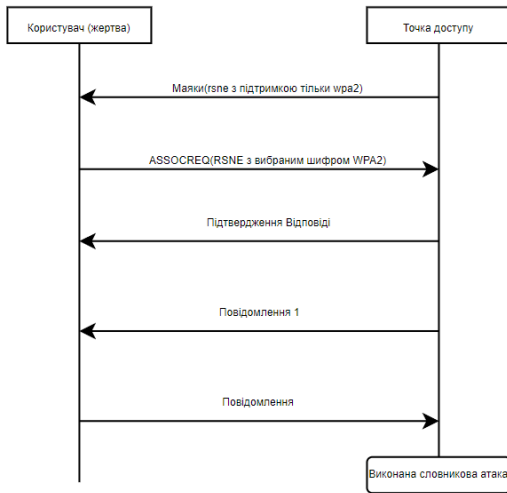 Користувач (жертва)
Точка доступу
Маяки(rsne з підтримкою тільки wpa2)
ASSOCREQ(RSNE з вибраним шифром WPA2)
Підтвердження Відповіді
Повідомлення 1
Повідомлення
Виконана словникова атака